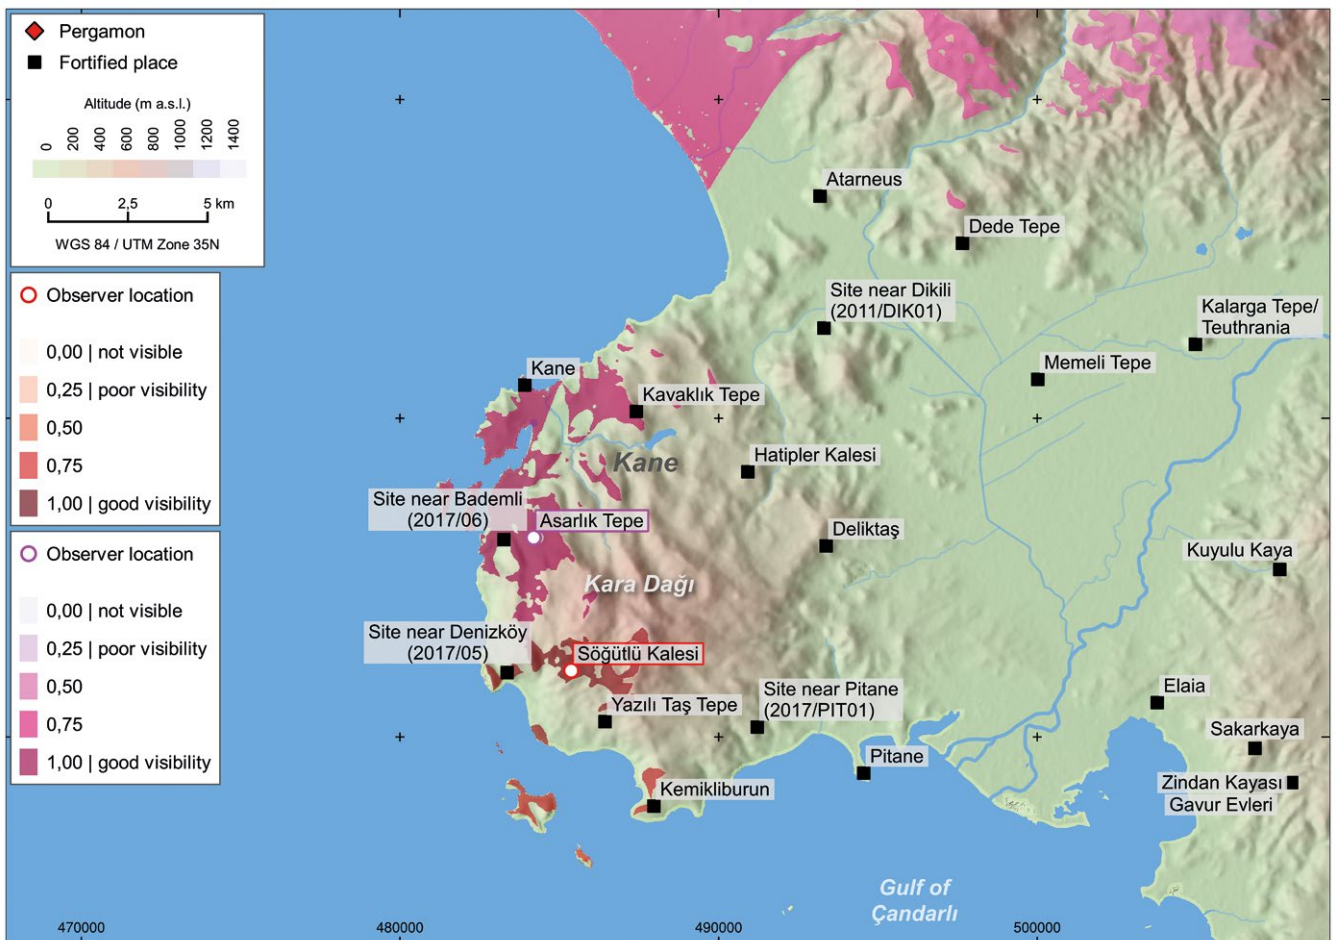 Pergamon
Fortified place
Altitude (m a.s.l.)
0 200 400 600 800 1000 1200 1400
0 2,5 5 km
WGS 84 / UTM Zone 35N
Observer location
0,00 | not visible
0,25 | poor visibility
0,50
0,75
1,00 | good visibility
Observer location
0,00 | not visible
0,25 | poor visibility
0,50
0,75
1,00 | good visibility
Atarneus
Dede Tepe
Site near Dikili
(2011/DIK01)
Kalarga Tepe/
Teuthrania
Memeli Tepe
Kane
Kavaklık Tepe
Hatipler Kalesi
Kane
Site near Bademli
(2017/06)
Asarlık Tepe
Deliktaş
Kuyulu Kaya
Kara Dağı
Site near Denizköy
(2017/05)
Söğütlü Kalesi
Yazılı Taş Tepe
Site near Pitane
(2017/PIT01)
Elaia
Sakarkaya
Pitane
Zindan Kayası
Gavur Evleri
Kemikliburun
Gulf of
Çandarlı
470000 480000 490000 500000